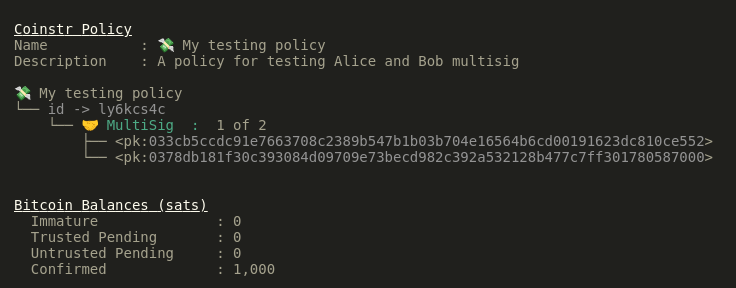 Coinstr Policy
Name : 💸 My testing policy
Description : A policy for testing Alice and Bob multisig
💸 My testing policy
└── id -> ly6kcs4c
└── 🤝 MultiSig : 1 of 2
├── <pk:033cb5ccdc91e7663708c2389b547b1b03b704e16564b6cd00191623dc810ce552>
└── <pk:0378db181f30c393084d09709e73becd982c392a532128b477c7ff301780587000>
Bitcoin Balances (sats)
Immature : 0
Trusted Pending : 0
Untrusted Pending : 0
Confirmed : 1,000